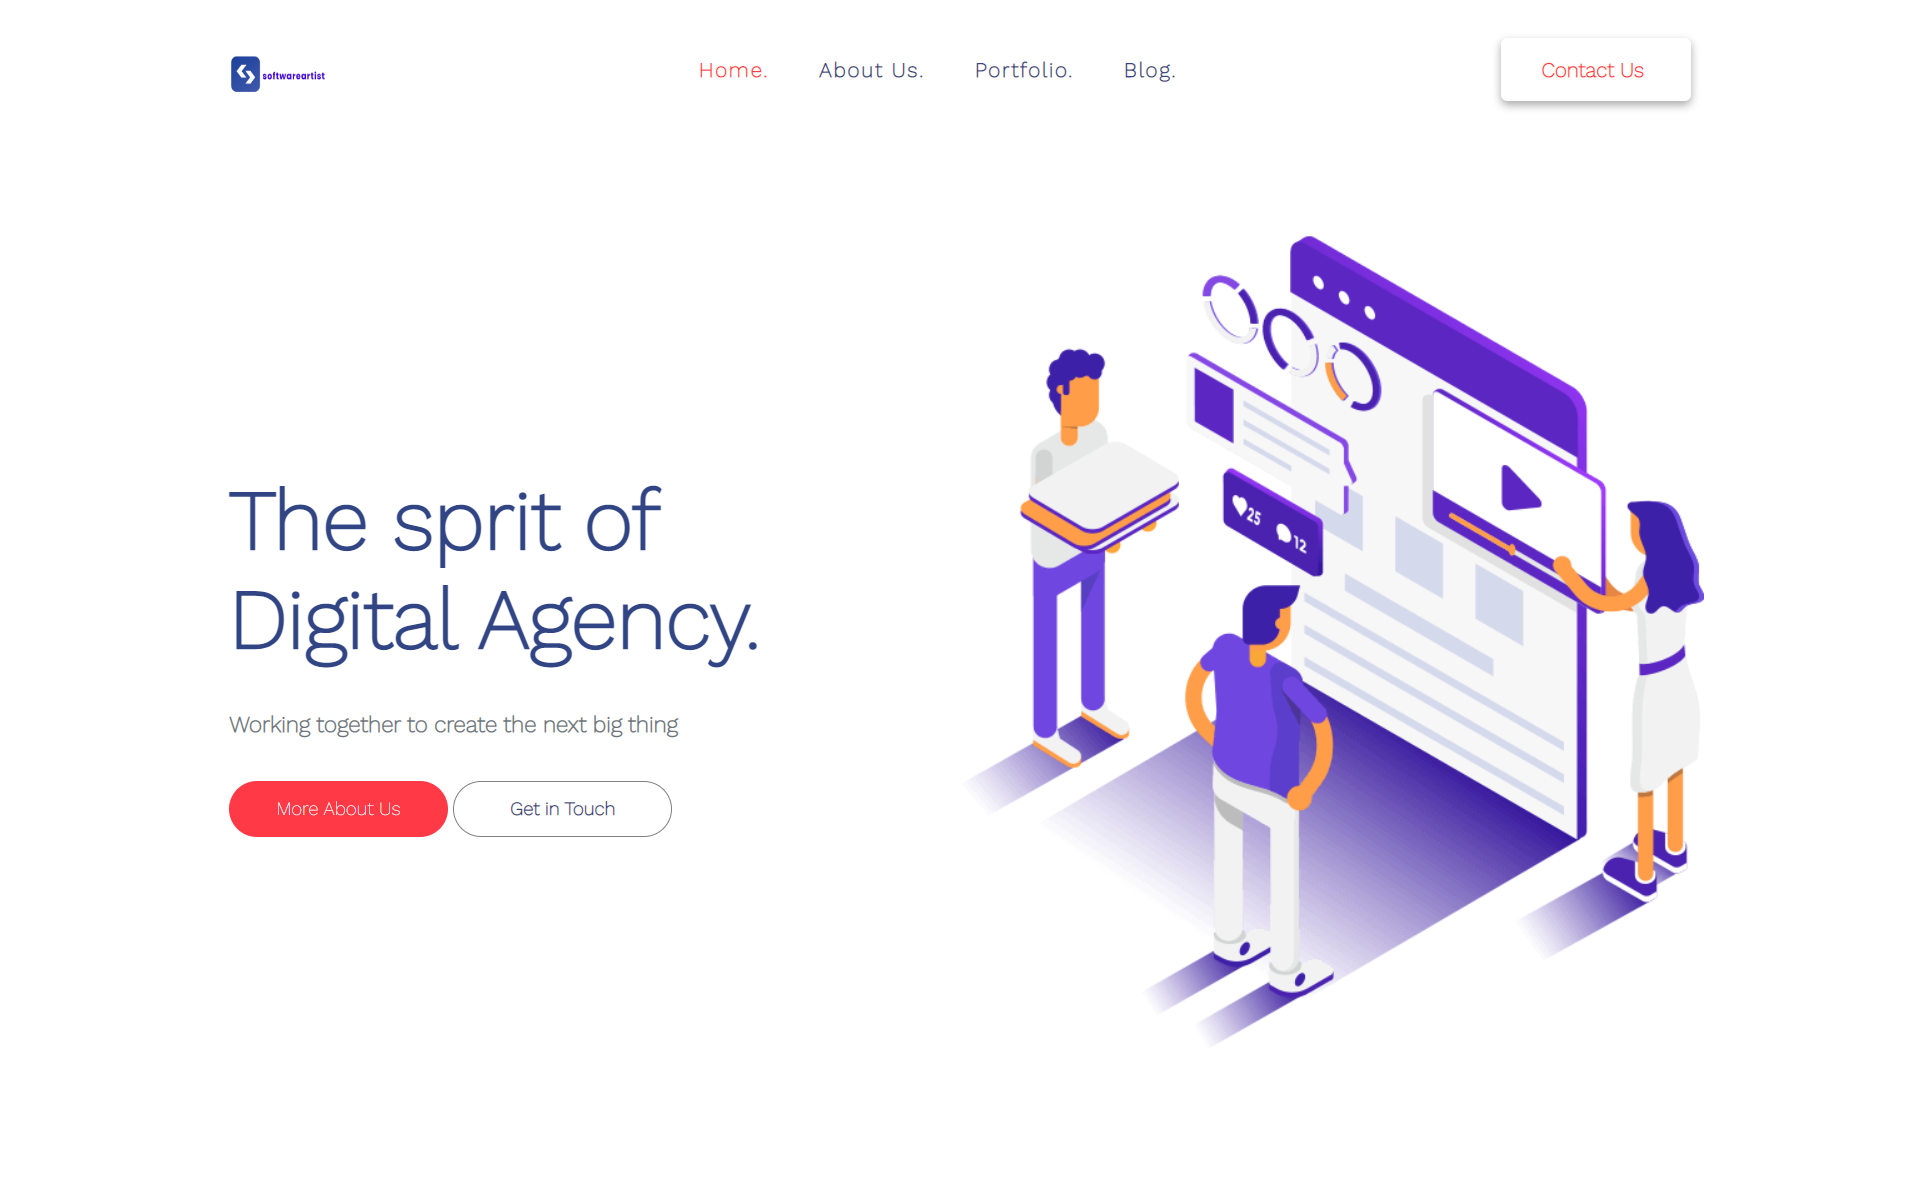 softwareartist
Home.
About Us.
Portfolio.
Blog.
Contact Us
The sprit of
Digital Agency.
Working together to create the next big thing
More About Us
Get in Touch
25
12